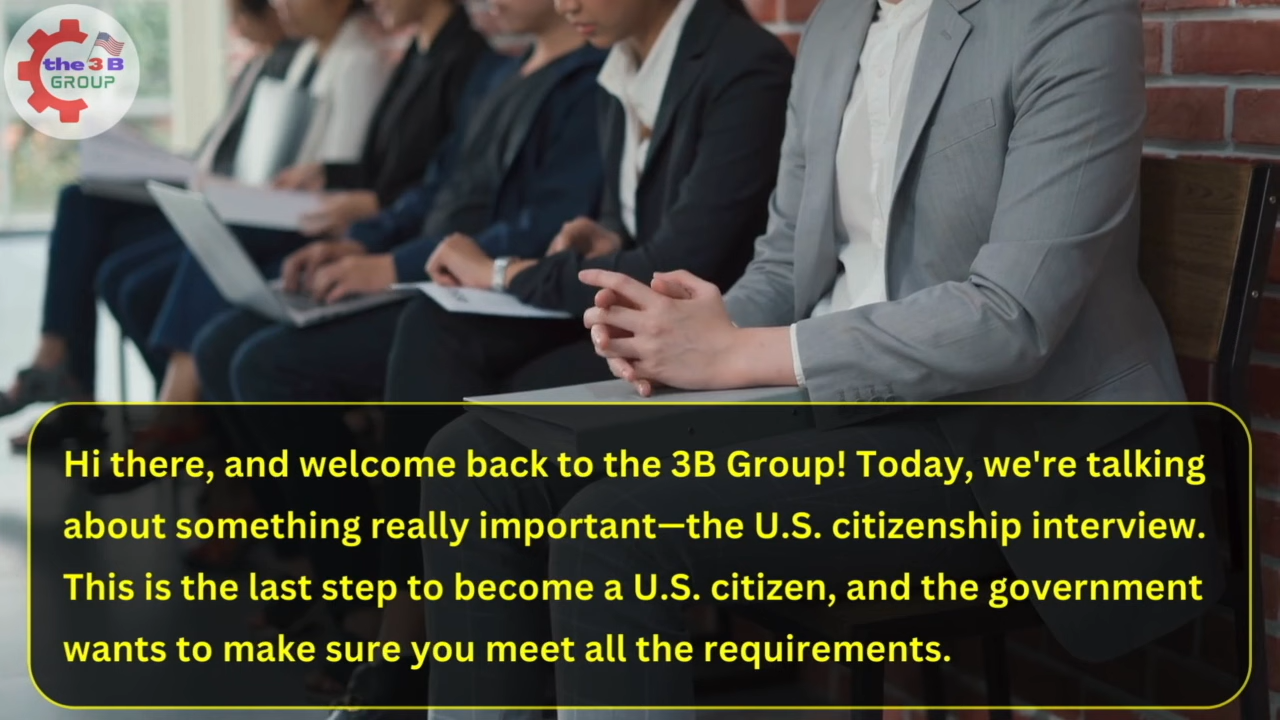 the 3 B
GROUP
Hi there, and welcome back to the 3B Group! Today, we're talking
about something really important—the U.S. citizenship interview.
This is the last step to become a U.S. citizen, and the government
wants to make sure you meet all the requirements.